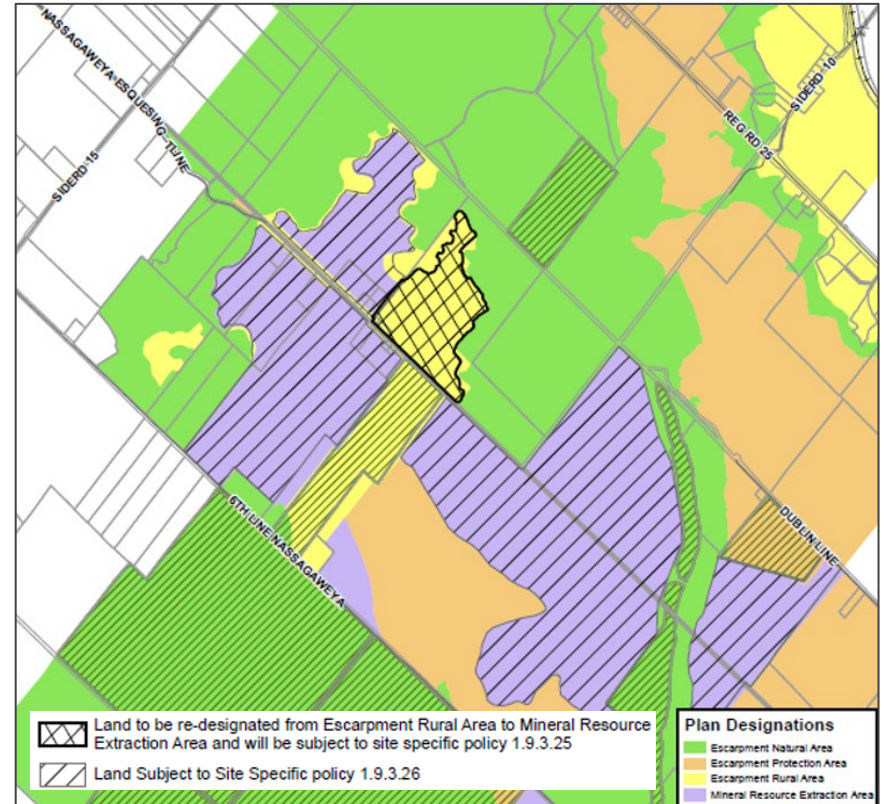 NASSAGAWEYA-ESQUESING-TLINE
SIDERD 15
REG RD 25
SIDERD 10
DUBLIN LINE
6TH LINE NASSAGAWEYA
Land to be re-designated from Escarpment Rural Area to Mineral Resource
Extraction Area and will be subject to site specific policy 1.9.3.25
Land Subject to Site Specific policy 1.9.3.26
Plan Designations
Escarpment Natural Area
Escarpment Protection Area
Escarpment Rural Area
Mineral Resource Extraction Area